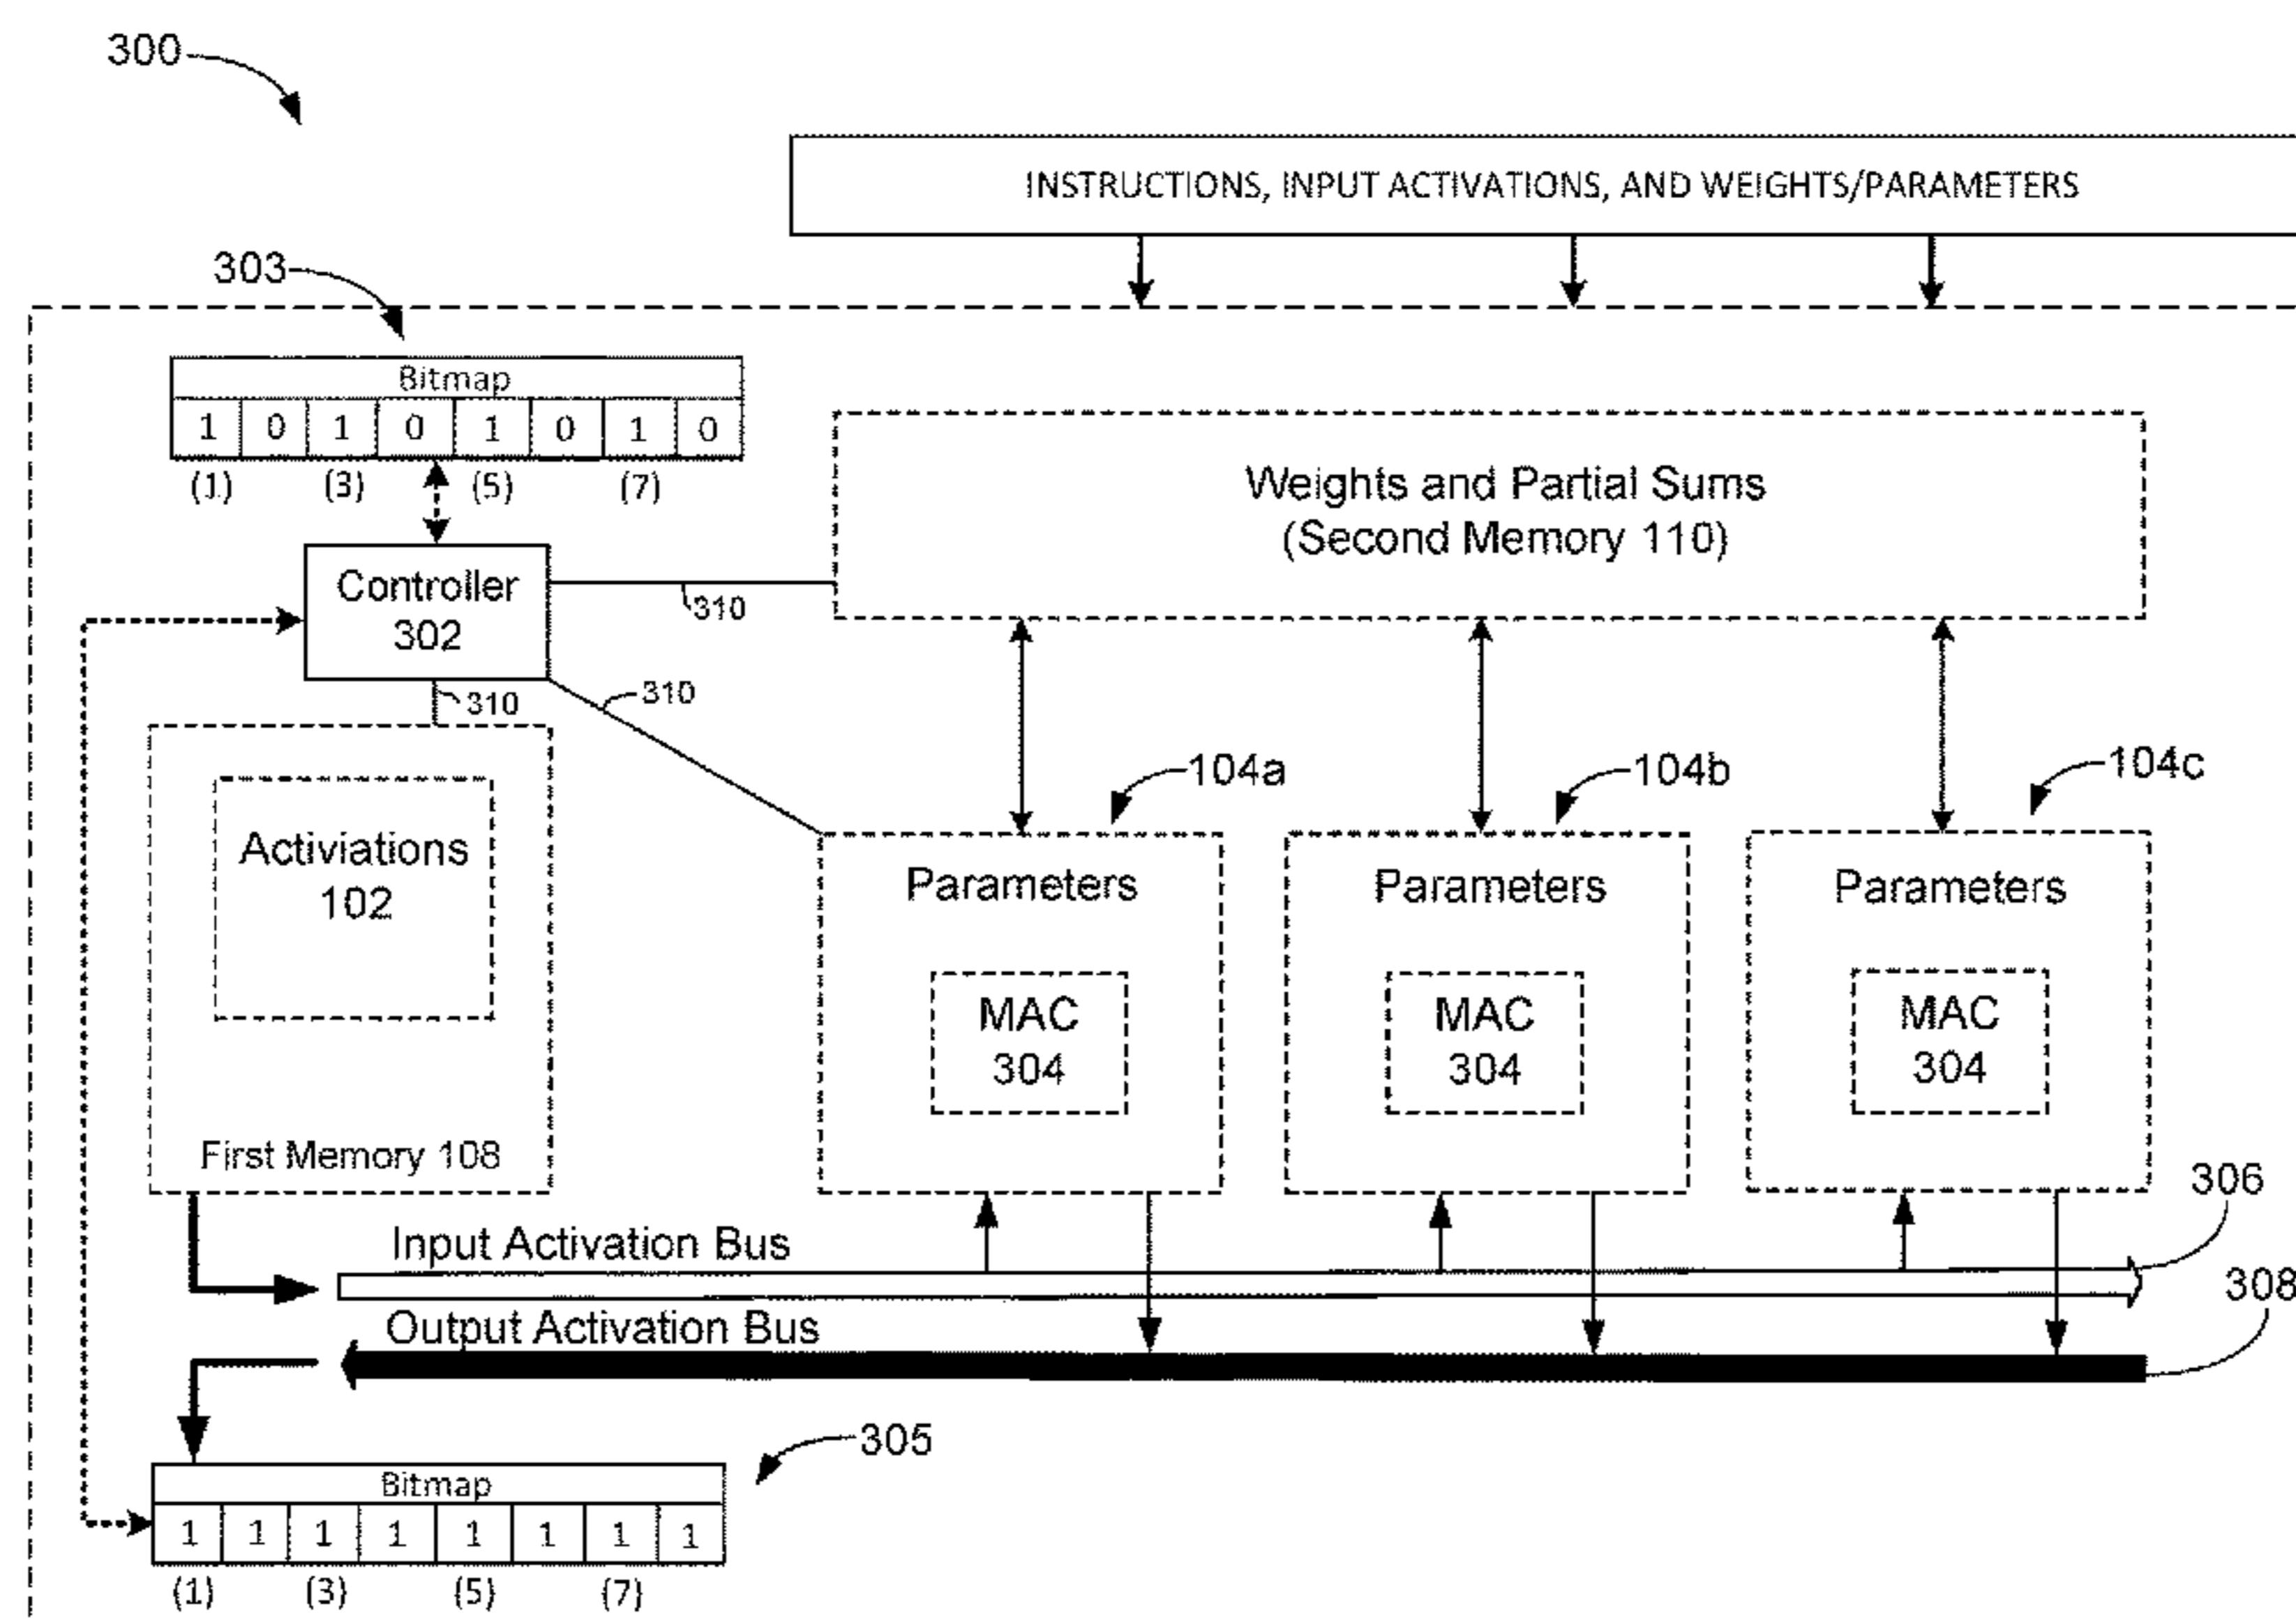 300
INSTRUCTIONS, INPUT ACTIVATIONS, AND WEIGHTS/PARAMETERS
303
Bitmap
1 0 1 0 1 0 1 0
(1) (3) (5) (7)
Weights and Partial Sums
(Second Memory 110)
Controller
302
310
310
310
104a
104b
104c
Activiations
102
First Memory 108
Parameters
MAC
304
Parameters
MAC
304
Parameters
MAC
304
306
Input Activation Bus
308
Output Activation Bus
305
Bitmap
1 1 1 1 1 1 1 1
(1) (3) (5) (7)